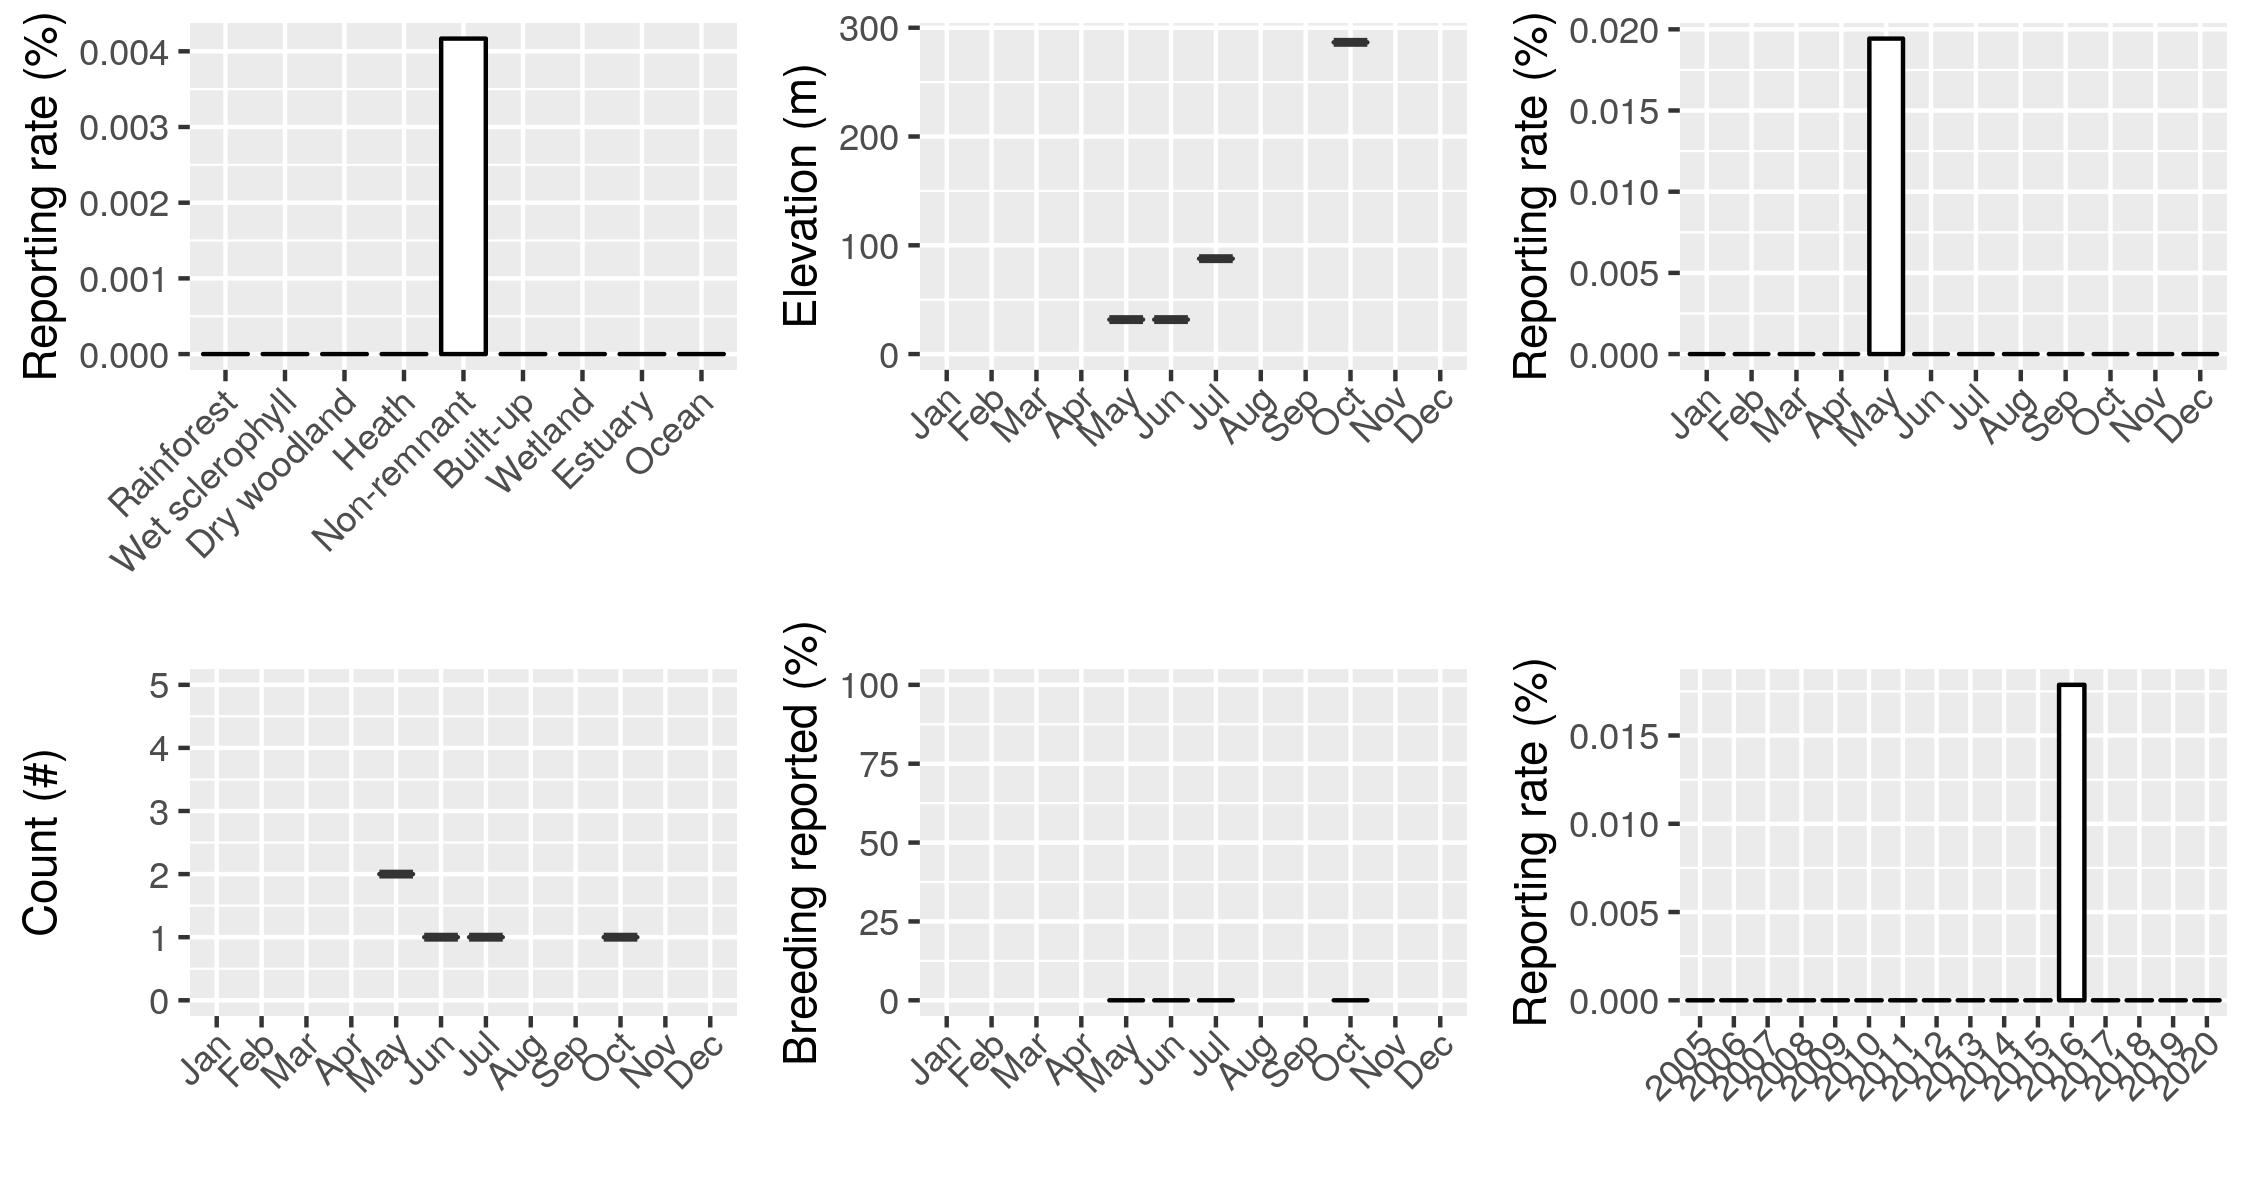 Reporting rate (%)
0.004
0.003
0.002
0.001
0.000
Rainforest
Wet sclerophyll
Dry woodland
Heath
Non-remnant
Built-up
Wetland
Estuary
Ocean
Elevation (m)
300
200
100
0
Jan
Feb
Mar
Apr
May
Jun
Jul
Aug
Sep
Oct
Nov
Dec
Reporting rate (%)
0.020
0.015
0.010
0.005
0.000
Jan
Feb
Mar
Apr
May
Jun
Jul
Aug
Sep
Oct
Nov
Dec
Count (#)
5
4
3
2
1
0
Jan
Feb
Mar
Apr
May
Jun
Jul
Aug
Sep
Oct
Nov
Dec
Breeding reported (%)
100
75
50
25
0
Jan
Feb
Mar
Apr
May
Jun
Jul
Aug
Sep
Oct
Nov
Dec
Reporting rate (%)
0.015
0.010
0.005
0.000
2005
2006
2007
2008
2009
2010
2011
2012
2013
2014
2015
2016
2017
2018
2019
2020